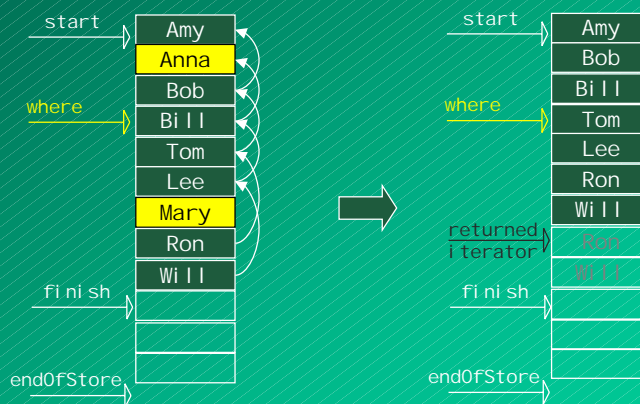 start
Amy
Anna
Bob
where
Bill
Tom
Lee
Mary
Ron
Will
finish
endOfStore
start
Amy
Bob
Bill
where
Tom
Lee
Ron
Will
returned
iterator
Ron
Will
finish
endOfStore